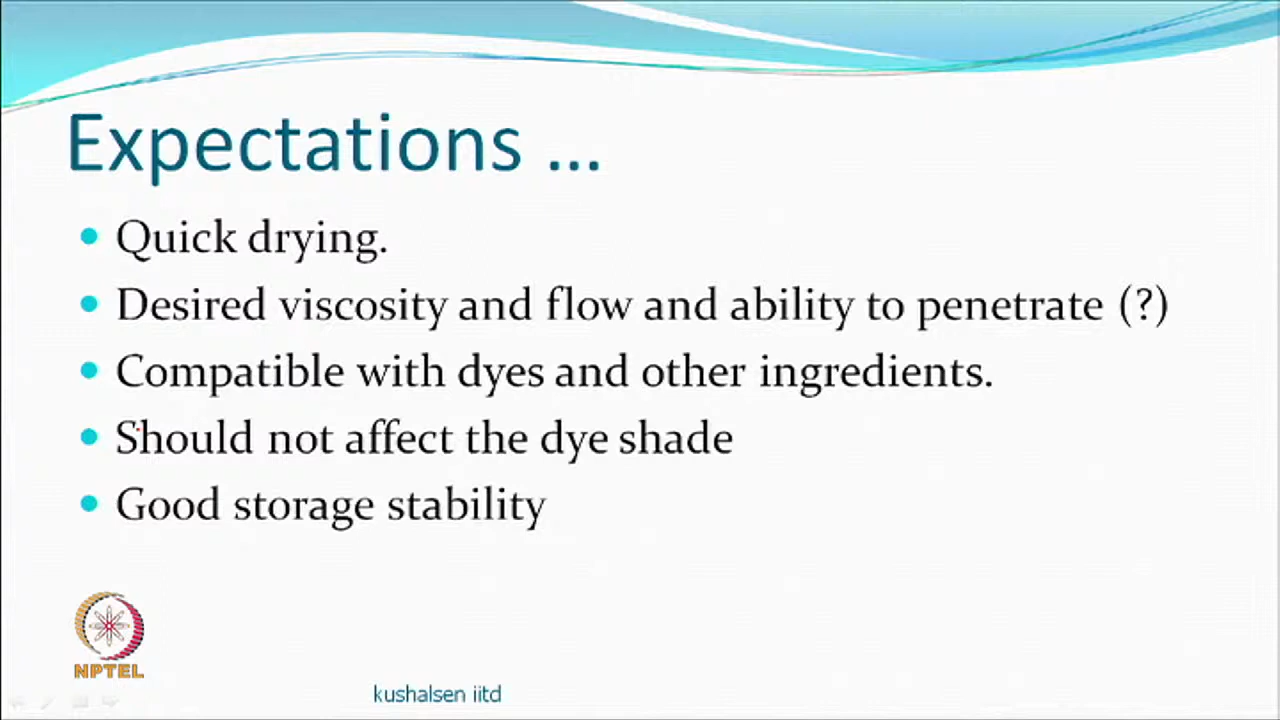 Expectations ...
Quick drying.
Desired viscosity and flow and ability to penetrate (?)
Compatible with dyes and other ingredients.
Should not affect the dye shade
Good storage stability
NPTEL
kushalsen iitd